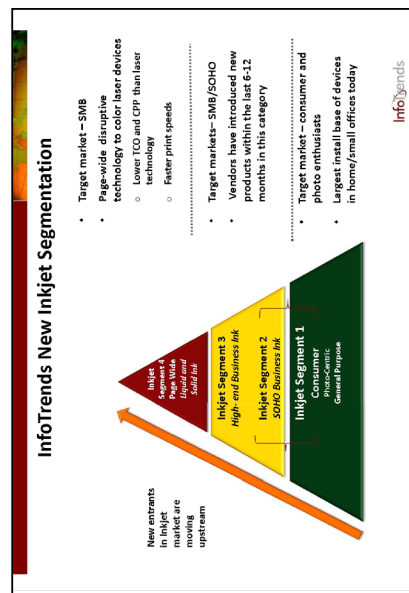 InfoTrends New Inkjet Segmentation
New entrants
in Inkjet
market are
moving
upstream
Inkjet
Segment 4
Page Wide
Liquid and
Solid Ink
Inkjet Segment 3
High- end Business Ink
Inkjet Segment 2
SOHO Business Ink
Inkjet Segment 1
Consumer
Photo-Centric
General Purpose
• Target market – SMB
• Page-wide disruptive
technology to color laser devices
o Lower TCO and CPP than laser
technology
o Faster print speeds
• Target markets– SMB/SOHO
• Vendors have introduced new
products within the last 6-12
months in this category
• Target market – consumer and
photo enthusiasts
• Largest install base of devices
in home/small offices today
InfoTrends